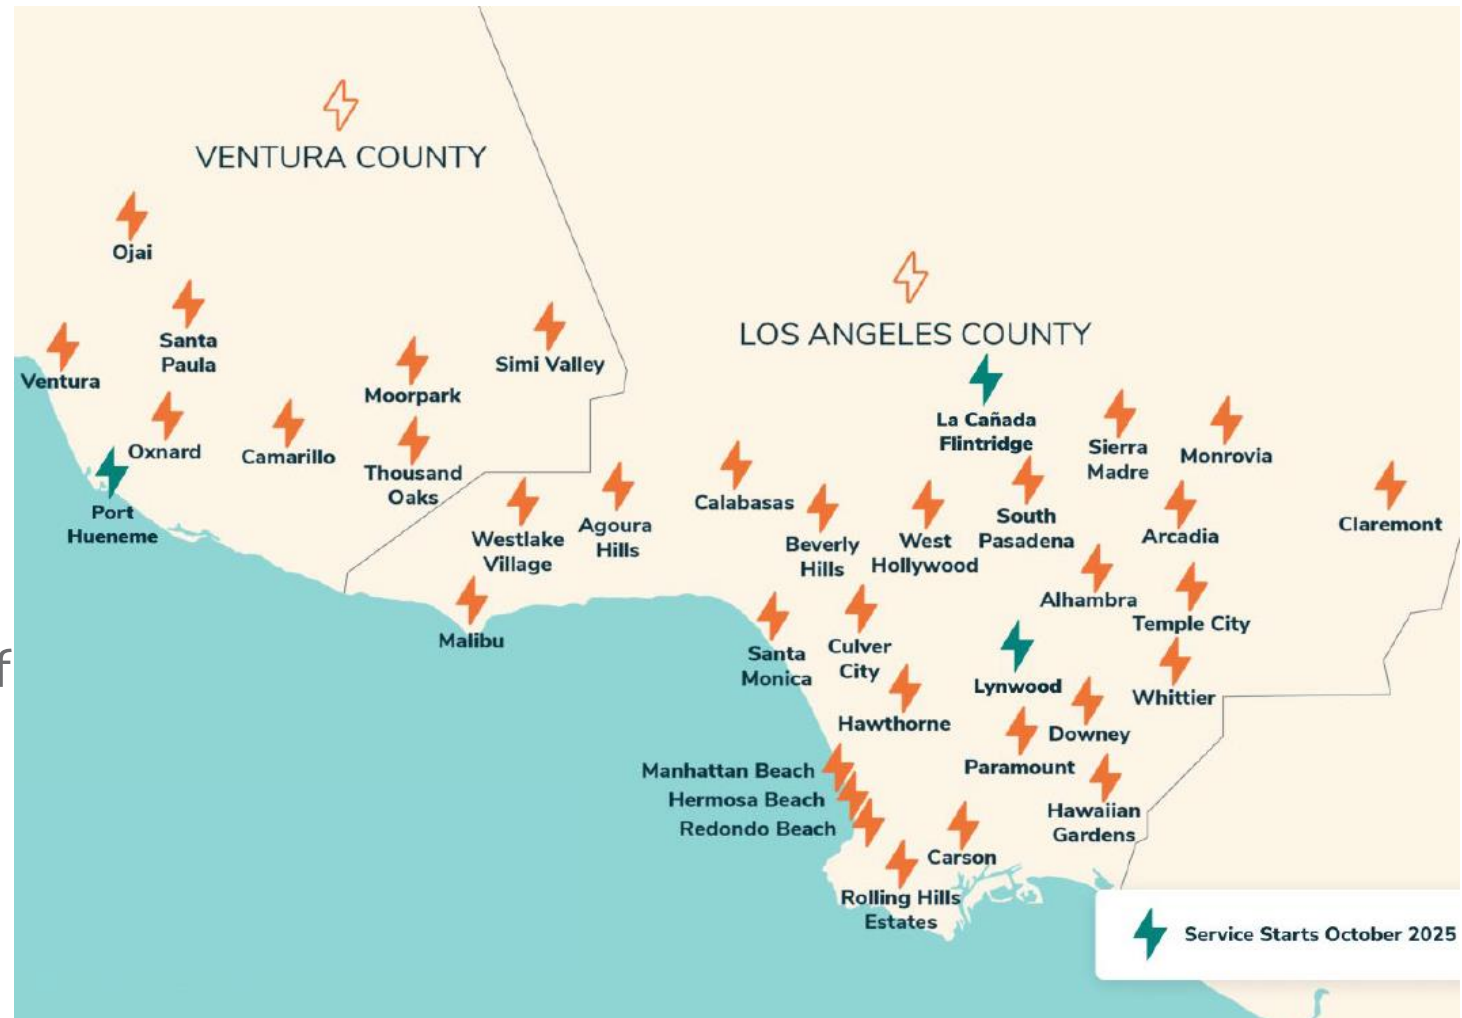 VENTURA COUNTY
Ojai
Santa
Paula
Ventura
Simi Valley
Moorpark
Oxnard
Camarillo
Thousand
Oaks
Port
Hueneme
LOS ANGELES COUNTY
La Cañada
Flintridge
Sierra
Madre
Monrovia
Calabasas
Westlake
Village
Agoura
Hills
Beverly
Hills
West
Hollywood
South
Pasadena
Arcadia
Claremont
Alhambra
Temple City
Malibu
Santa
Monica
Culver
City
Lynwood
Whittier
Hawthorne
Downey
Paramount
Manhattan Beach
Hermosa Beach
Redondo Beach
Hawaiian
Gardens
Carson
Rolling Hills
Estates
f
Service Starts October 2025